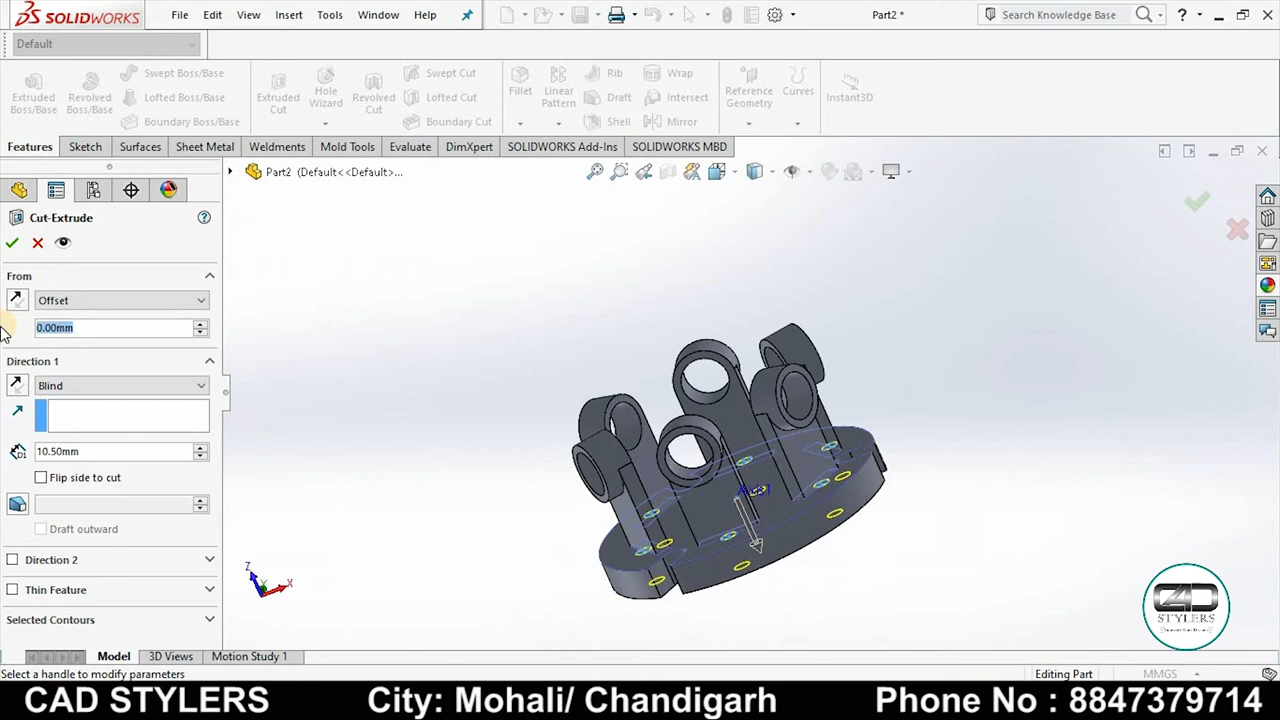 SOLIDWORKS File Edit View Insert Tools Window Help Part2 * Search Knowledge Base ?
Default
Extruded Boss/Base Revolved Boss/Base Swept Boss/Base Lofted Boss/Base Boundary Boss/Base
Extruded Cut Hole Wizard Revolved Cut Swept Cut Lofted Cut Boundary Cut
Fillet Linear Pattern Rib Draft Shell Wrap Intersect Mirror
Reference Geometry Curves Instant3D
Features Sketch Surfaces Sheet Metal Weldments Mold Tools Evaluate DimXpert SOLIDWORKS Add-Ins SOLIDWORKS MBD
Part2 (Default<<Default>...
Cut-Extrude ?
From
Offset
0.00mm
Direction 1
Blind
D1 10.50mm
Flip side to cut
Draft outward
Direction 2
Thin Feature
Selected Contours
Z
Y
X
CAD
STYLERS
Model 3D Views Motion Study 1
Select a handle to modify parameters Editing Part MMGS
CAD STYLERS City: Mohali/ Chandigarh Phone No : 8847379714